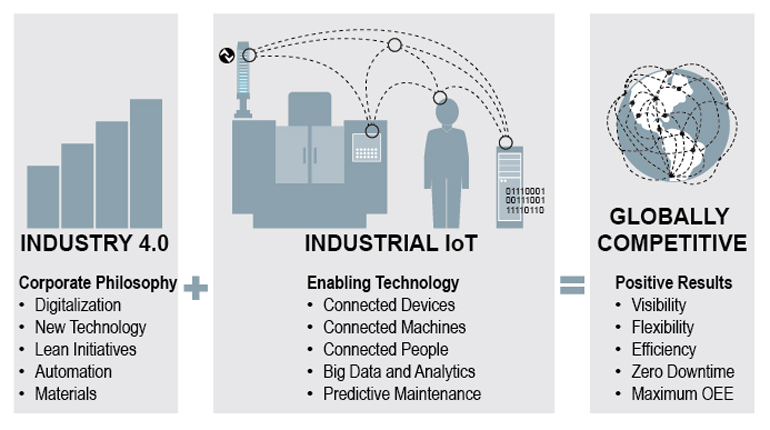 01110001
00111001
11110110
INDUSTRY 4.0
Corporate Philosophy
• Digitalization
• New Technology
• Lean Initiatives
• Automation
• Materials
+
INDUSTRIAL IoT
Enabling Technology
• Connected Devices
• Connected Machines
• Connected People
• Big Data and Analytics
• Predictive Maintenance
=
GLOBALLY
COMPETITIVE
Positive Results
• Visibility
• Flexibility
• Efficiency
• Zero Downtime
• Maximum OEE